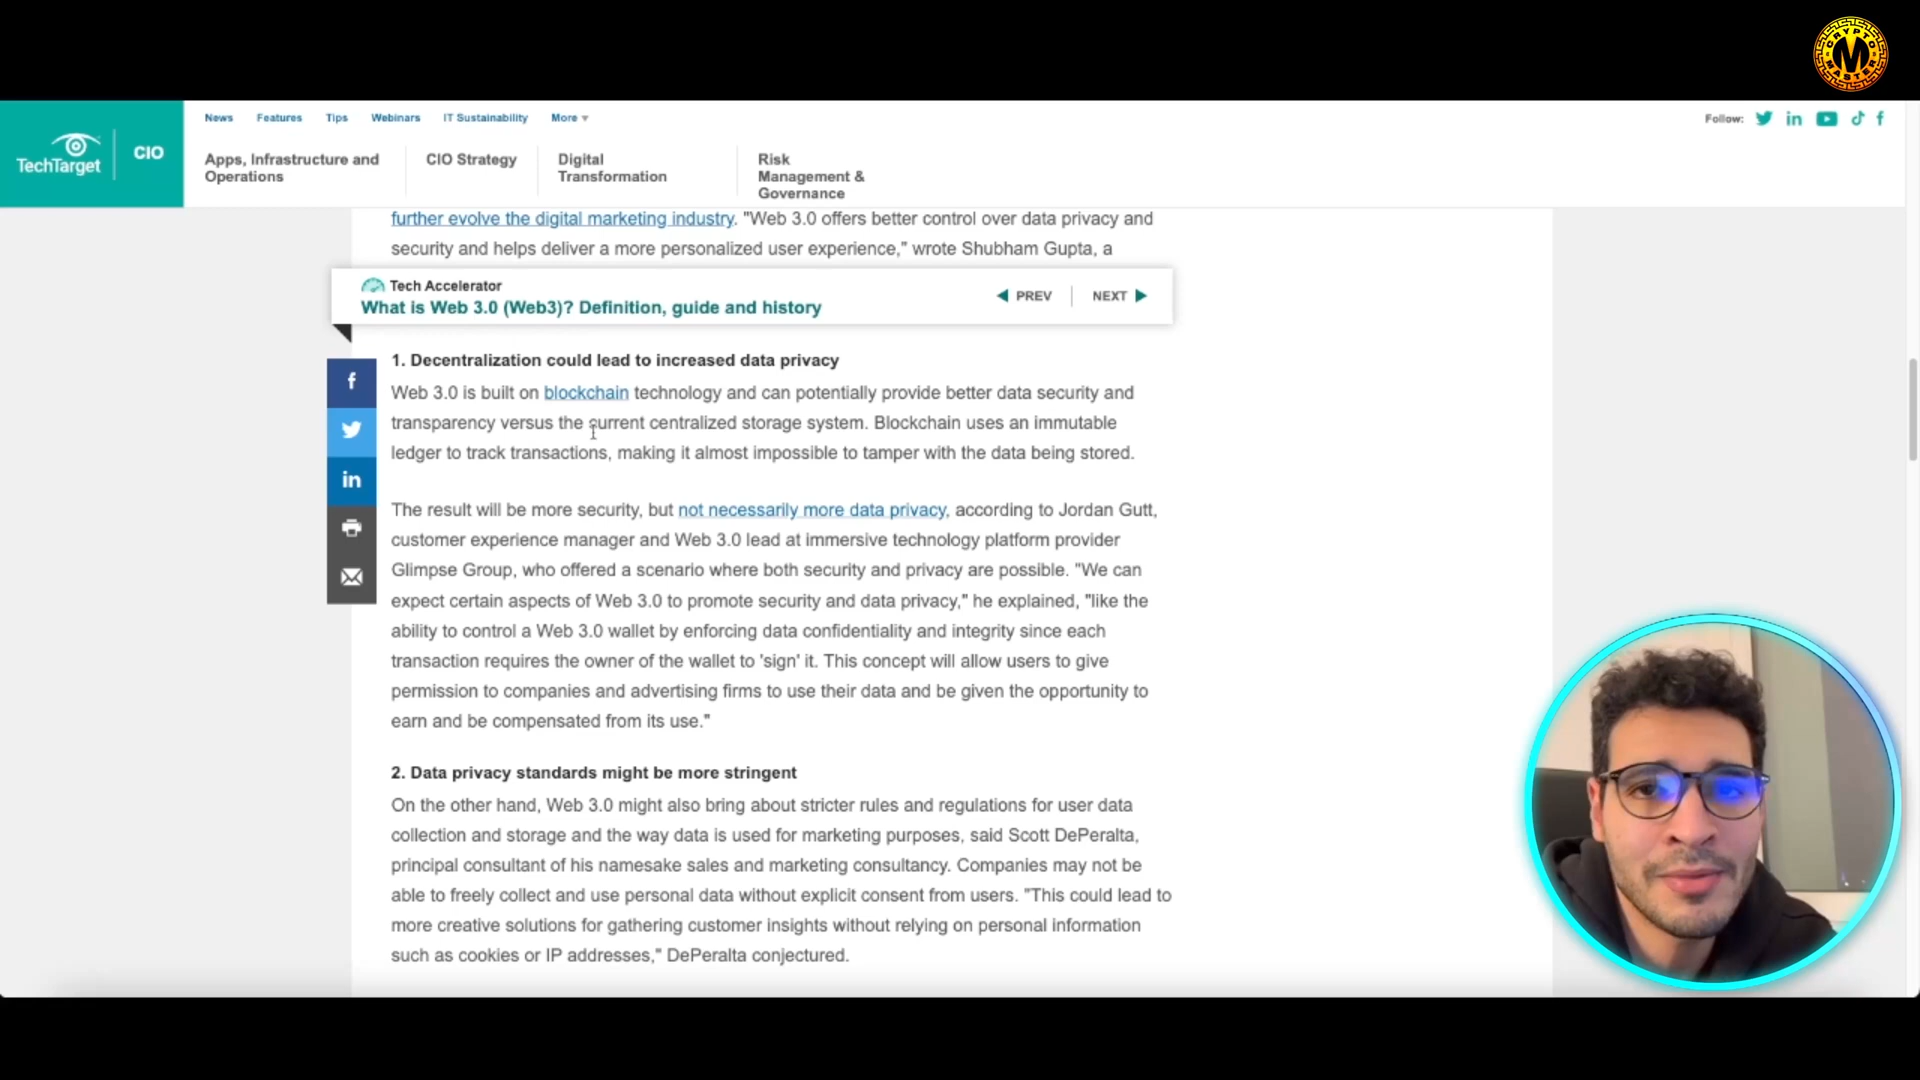 CRYPTO
M
MASTER
TechTarget
CIO
News Features Tips Webinars IT Sustainability More
Follow:
Apps, Infrastructure and
Operations
CIO Strategy
Digital
Transformation
Risk
Management &
Governance
further evolve the digital marketing industry. "Web 3.0 offers better control over data privacy and
security and helps deliver a more personalized user experience," wrote Shubham Gupta, a
Tech Accelerator
What is Web 3.0 (Web3)? Definition, guide and history
PREV
NEXT
1. Decentralization could lead to increased data privacy
Web 3.0 is built on blockchain technology and can potentially provide better data security and
transparency versus the current centralized storage system. Blockchain uses an immutable
ledger to track transactions, making it almost impossible to tamper with the data being stored.
The result will be more security, but not necessarily more data privacy, according to Jordan Gutt,
customer experience manager and Web 3.0 lead at immersive technology platform provider
Glimpse Group, who offered a scenario where both security and privacy are possible. "We can
expect certain aspects of Web 3.0 to promote security and data privacy," he explained, "like the
ability to control a Web 3.0 wallet by enforcing data confidentiality and integrity since each
transaction requires the owner of the wallet to 'sign' it. This concept will allow users to give
permission to companies and advertising firms to use their data and be given the opportunity to
earn and be compensated from its use."
2. Data privacy standards might be more stringent
On the other hand, Web 3.0 might also bring about stricter rules and regulations for user data
collection and storage and the way data is used for marketing purposes, said Scott DePeralta,
principal consultant of his namesake sales and marketing consultancy. Companies may not be
able to freely collect and use personal data without explicit consent from users. "This could lead to
more creative solutions for gathering customer insights without relying on personal information
such as cookies or IP addresses," DePeralta conjectured.